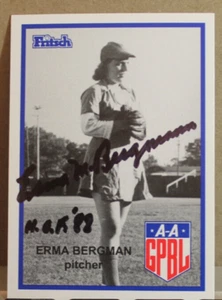 Fritsch
Erma M. Bergmann
H.O.F '88
ERMA BERGMAN
pitcher
A-A
GPBL